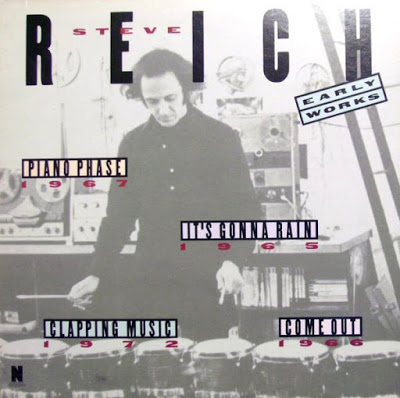 STEVE
REICH
EARLY
WORKS
PIANO PHASE
1967
IT'S GONNA RAIN
1965
CLAPPING MUSIC
1972
COME OUT
1966
N